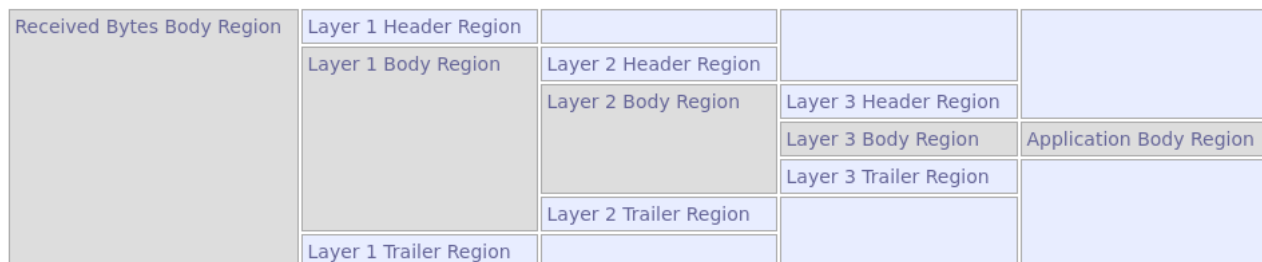 Received Bytes Body Region
Layer 1 Header Region
Layer 1 Body Region
Layer 2 Header Region
Layer 2 Body Region
Layer 3 Header Region
Layer 3 Body Region
Application Body Region
Layer 3 Trailer Region
Layer 2 Trailer Region
Layer 1 Trailer Region